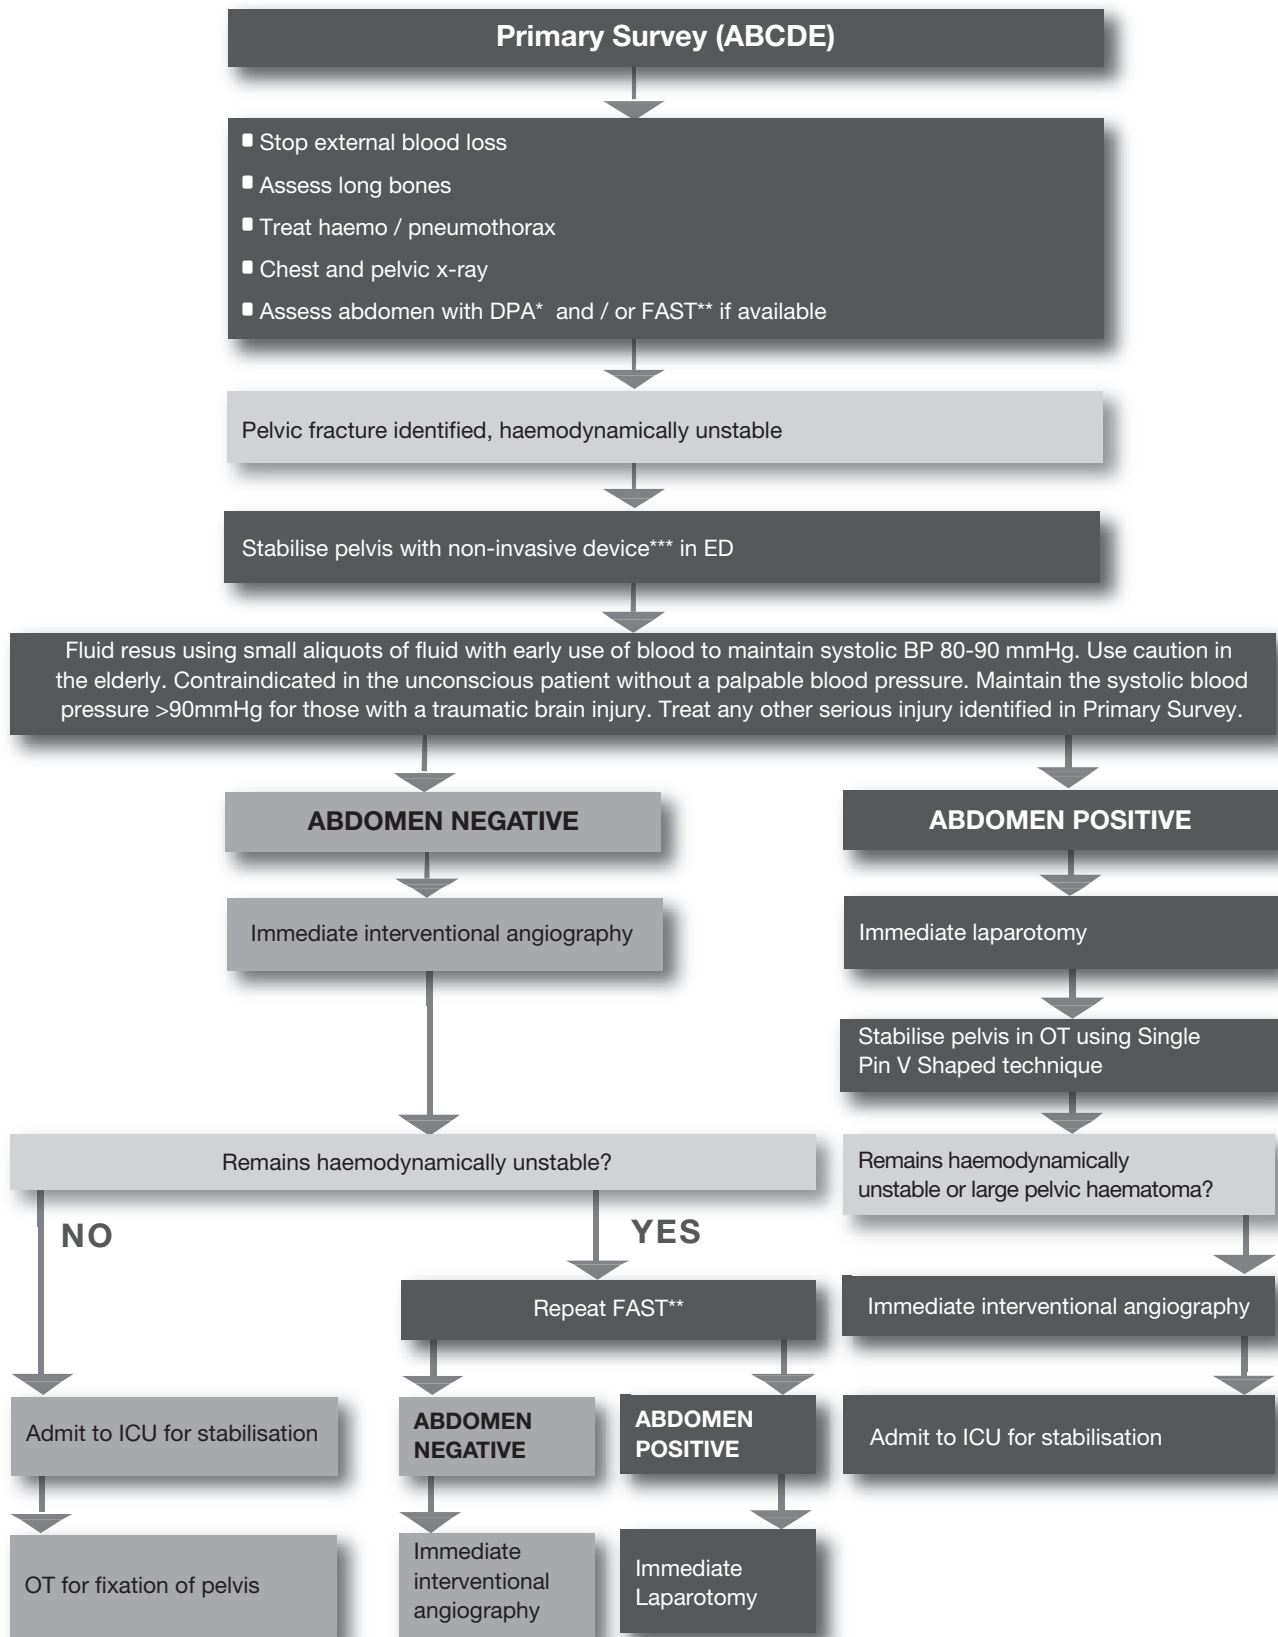 Primary Survey (ABCDE)
Stop external blood loss
Assess long bones
Treat haemo / pneumothorax
Chest and pelvic x-ray
Assess abdomen with DPA* and / or FAST** if available
Pelvic fracture identified, haemodynamically unstable
Stabilise pelvis with non-invasive device*** in ED
Fluid resus using small aliquots of fluid with early use of blood to maintain systolic BP 80-90 mmHg. Use caution in
the elderly. Contraindicated in the unconscious patient without a palpable blood pressure. Maintain the systolic blood
pressure >90mmHg for those with a traumatic brain injury. Treat any other serious injury identified in Primary Survey.
ABDOMEN NEGATIVE
Immediate interventional angiography
ABDOMEN POSITIVE
Immediate laparotomy
Stabilise pelvis in OT using Single
Pin V Shaped technique
Remains haemodynamically unstable?
NO
YES
Remains haemodynamically
unstable or large pelvic haematoma?
Repeat FAST**
Immediate interventional angiography
Admit to ICU for stabilisation
ABDOMEN
NEGATIVE
ABDOMEN
POSITIVE
Admit to ICU for stabilisation
OT for fixation of pelvis
Immediate
interventional
angiography
Immediate
Laparotomy